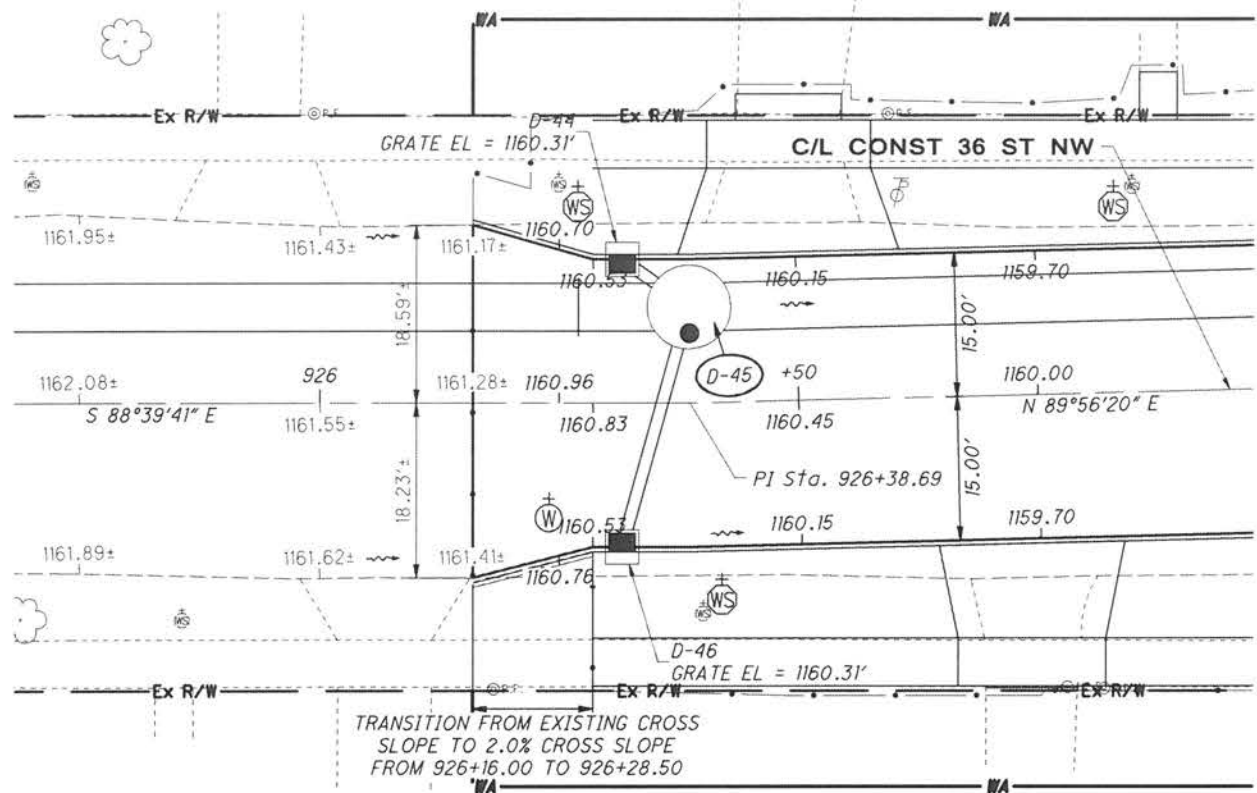 WA
WA
Ex R/W
Ex R/W
Ex R/W
D-44
GRATE EL = 1160.31'
C/L CONST 36 ST NW
WS
WS
WS
WS
WS
1161.95±
1161.43±
1161.17±
1160.70
1160.53
1160.15
1159.70
18.59'±
15.00'
1162.08±
926
1161.28±
1160.96
D-45
+50
1160.00
S 88°39'41" E
1161.55±
1160.83
1160.45
N 89°56'20" E
18.23'±
PI Sta. 926+38.69
15.00'
W
1160.53
1160.15
1159.70
1161.89±
1161.62±
1161.41±
1160.76
WS
WS
WS
D-46
GRATE EL = 1160.31'
Ex R/W
Ex R/W
Ex R/W
TRANSITION FROM EXISTING CROSS
SLOPE TO 2.0% CROSS SLOPE
FROM 926+16.00 TO 926+28.50
WA
WA